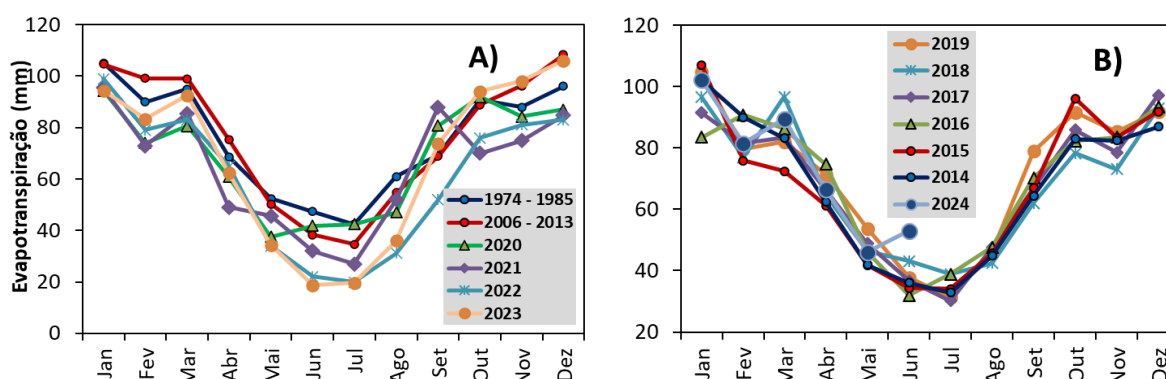 Evapotranspiração (mm)
120
100
80
60
40
20
0
A)
1974 - 1985
2006 - 2013
2020
2021
2022
2023
Jan
Fev
Mar
Abr
Mai
Jun
Jul
Ago
Set
Out
Nov
Dez
120
100
80
60
40
20
B)
2019
2018
2017
2016
2015
2014
2024
Jan
Fev
Mar
Abr
Mai
Jun
Jul
Ago
Set
Out
Nov
Dez